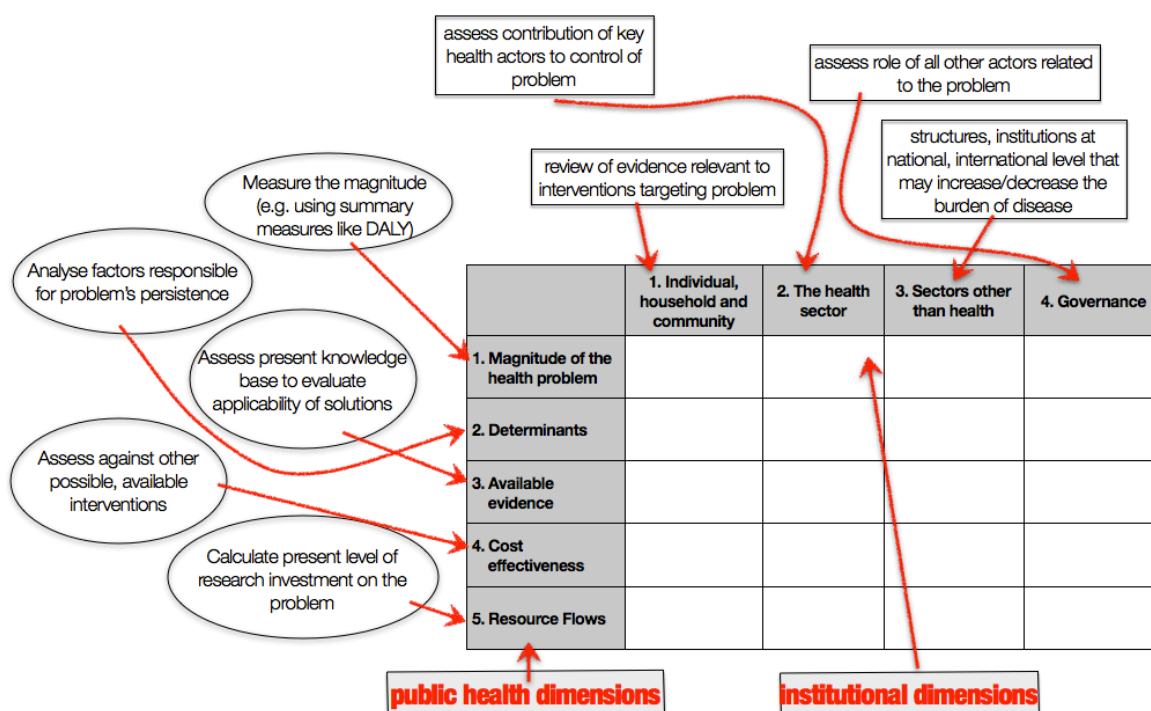 assess contribution of key
health actors to control of
problem
assess role of all other actors related
to the problem
review of evidence relevant to
interventions targeting problem
structures, institutions at
national, international level that
may increase/decrease the
burden of disease
Measure the magnitude
(e.g. using summary
measures like DALY)
Analyse factors responsible
for problem's persistence
Assess present knowledge
base to evaluate
applicability of solutions
Assess against other
possible, available
interventions
Calculate present level of
research investment on the
problem
1. Individual,
household and
community
2. The health
sector
3. Sectors other
than health
4. Governance
1. Magnitude of the
health problem
2. Determinants
3. Available
evidence
4. Cost
effectiveness
5. Resource Flows
public health dimensions
institutional dimensions